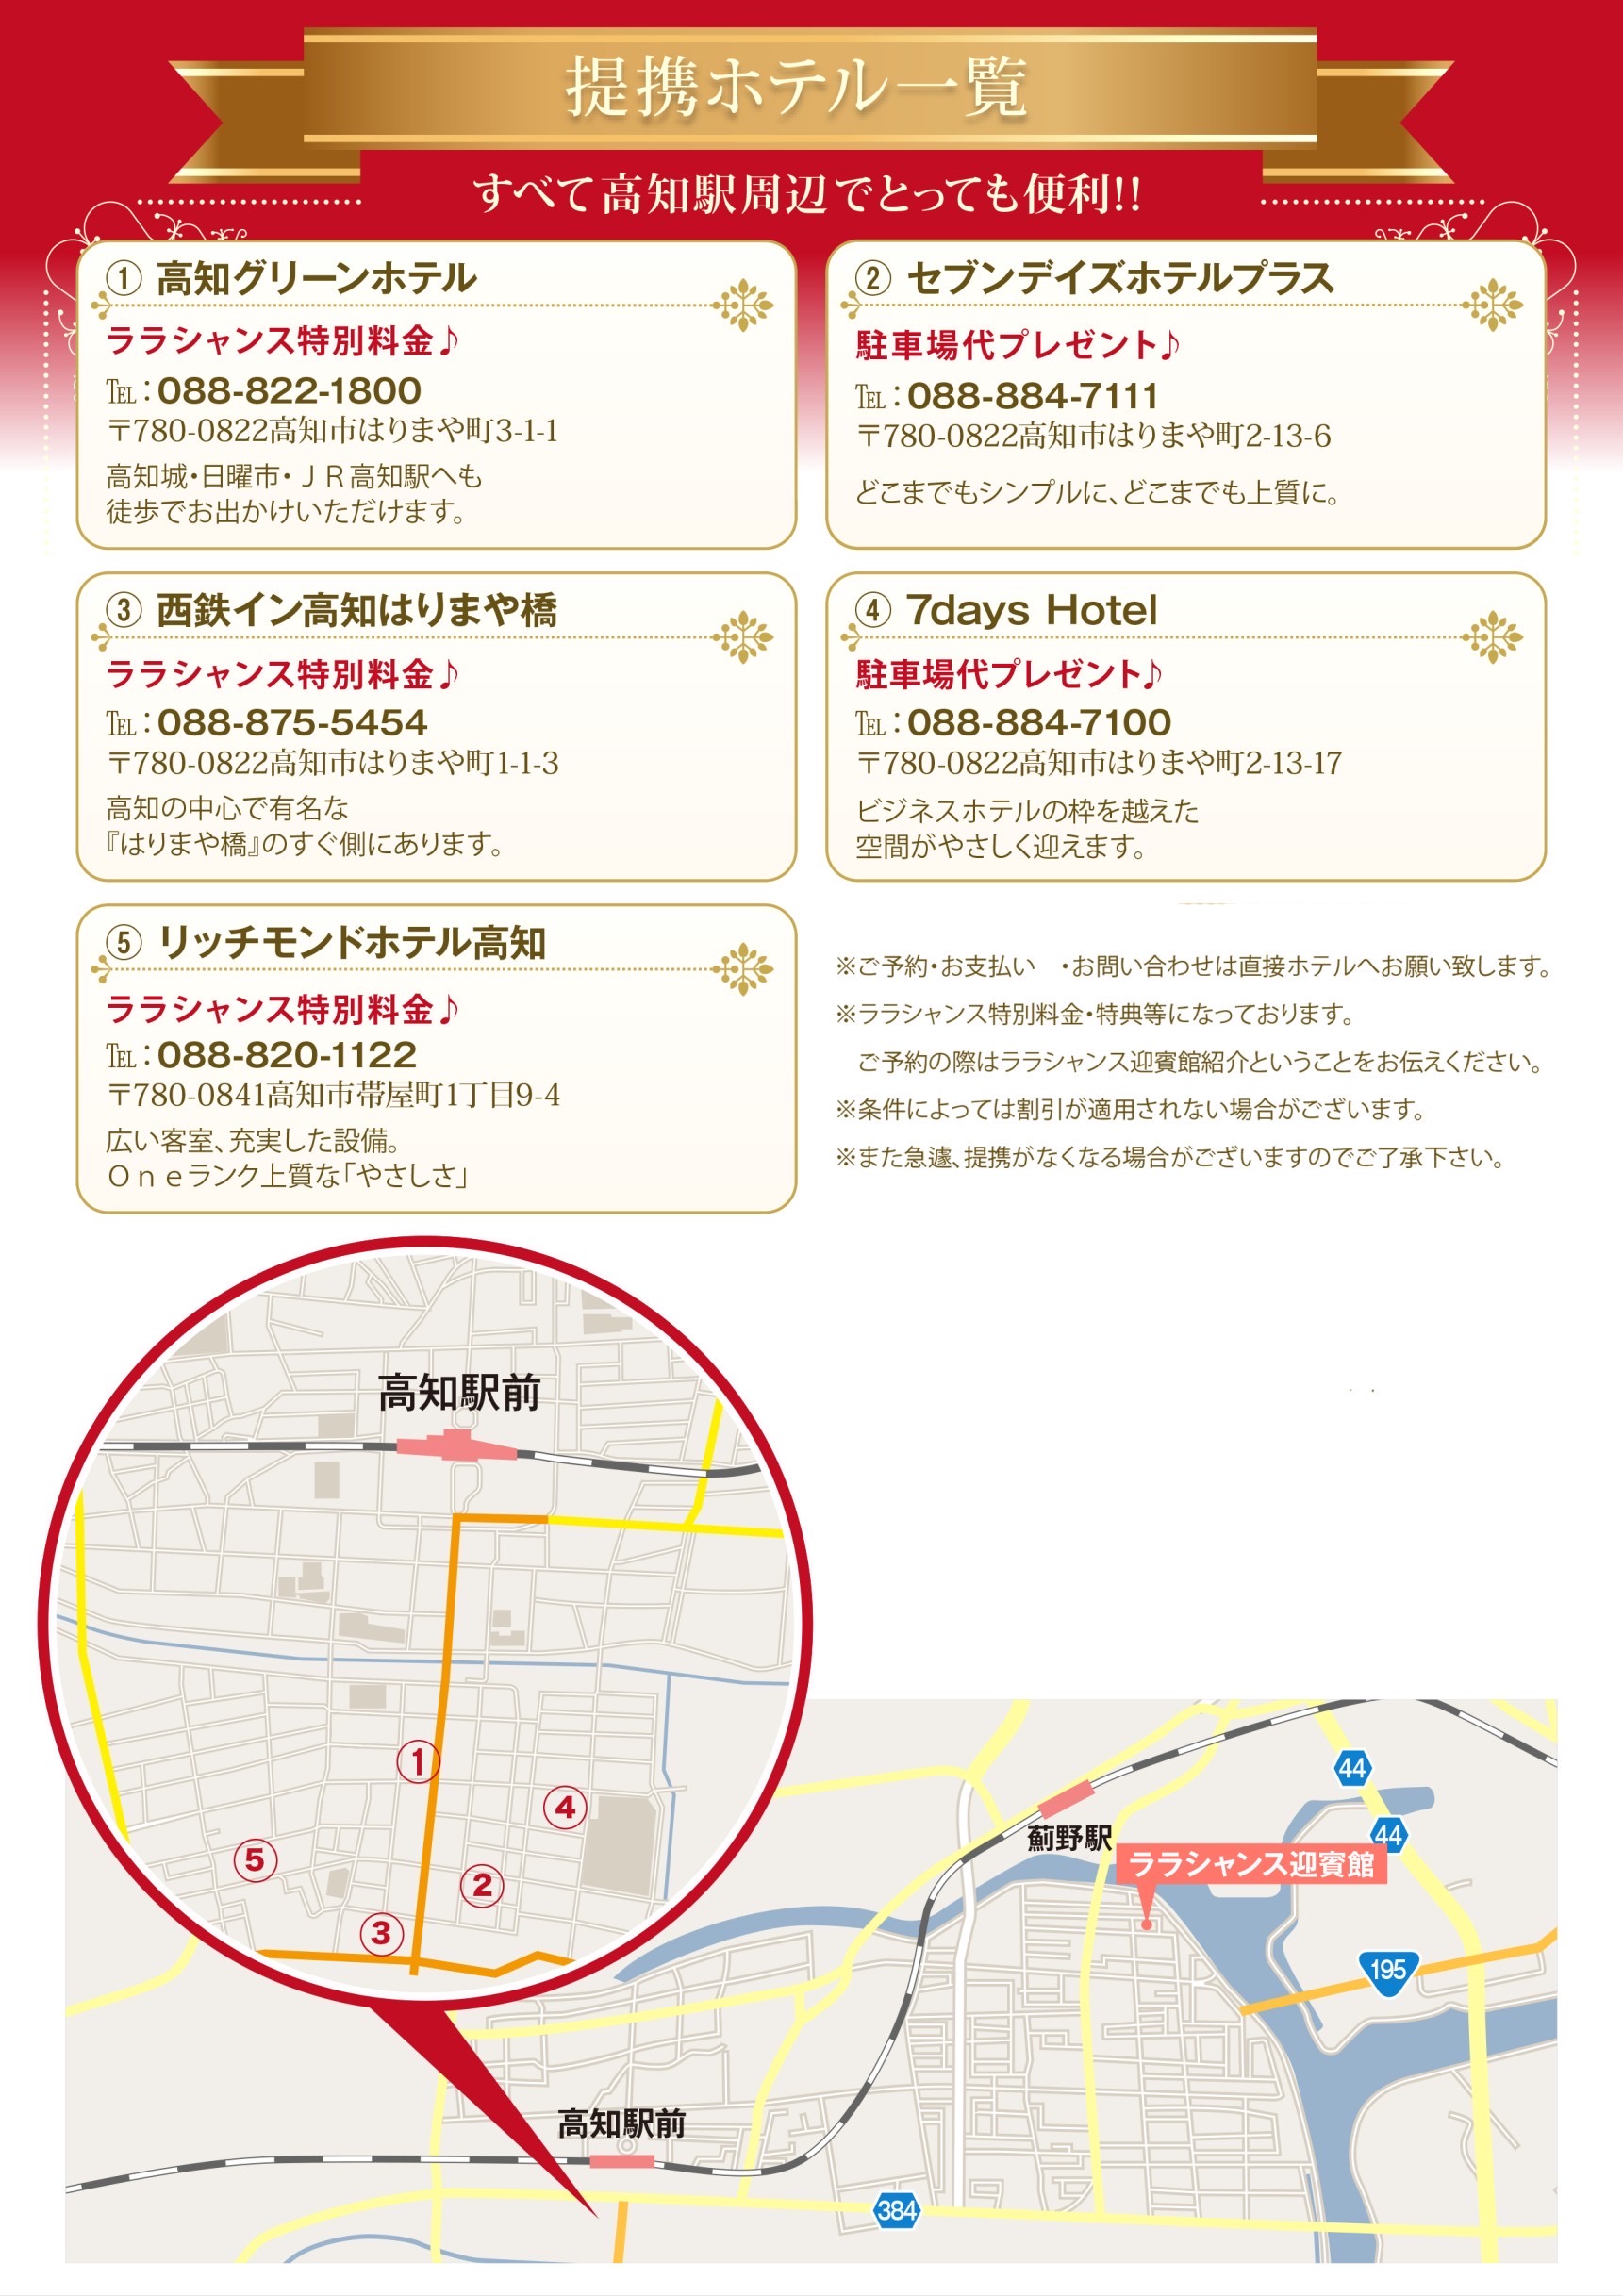 提携ホテル一覧
すべて高知駅周辺でとっても便利!!
① 高知グリーンホテル
ララシャンス特別料金♪
TEL：088-822-1800
〒780-0822高知市はりまや町3-1-1
高知城・日曜市・ＪＲ高知駅へも
徒歩でお出かけいただけます。
② セブンデイズホテルプラス
駐車場代プレゼント♪
TEL：088-884-7111
〒780-0822高知市はりまや町2-13-6
どこまでもシンプルに、どこまでも上質に。
③ 西鉄イン高知はりまや橋
ララシャンス特別料金♪
TEL：088-875-5454
〒780-0822高知市はりまや町1-1-3
高知の中心で有名な
『はりまや橋』のすぐ側にあります。
④ 7days Hotel
駐車場代プレゼント♪
TEL：088-884-7100
〒780-0822高知市はりまや町2-13-17
ビジネスホテルの枠を越えた
空間がやさしく迎えます。
⑤ リッチモンドホテル高知
ララシャンス特別料金♪
TEL：088-820-1122
〒780-0841高知市帯屋町1丁目9-4
広い客室、充実した設備。
Ｏｎｅランク上質な「やさしさ」
※ご予約・お支払い　・お問い合わせは直接ホテルへお願い致します。
※ララシャンス特別料金・特典等になっております。
ご予約の際はララシャンス迎賓館紹介ということをお伝えください。
※条件によっては割引が適用されない場合がございます。
※また急遽、提携がなくなる場合がございますのでご了承下さい。
高知駅前
①
④
⑤
②
③
44
44
薊野駅
ララシャンス迎賓館
195
高知駅前
384